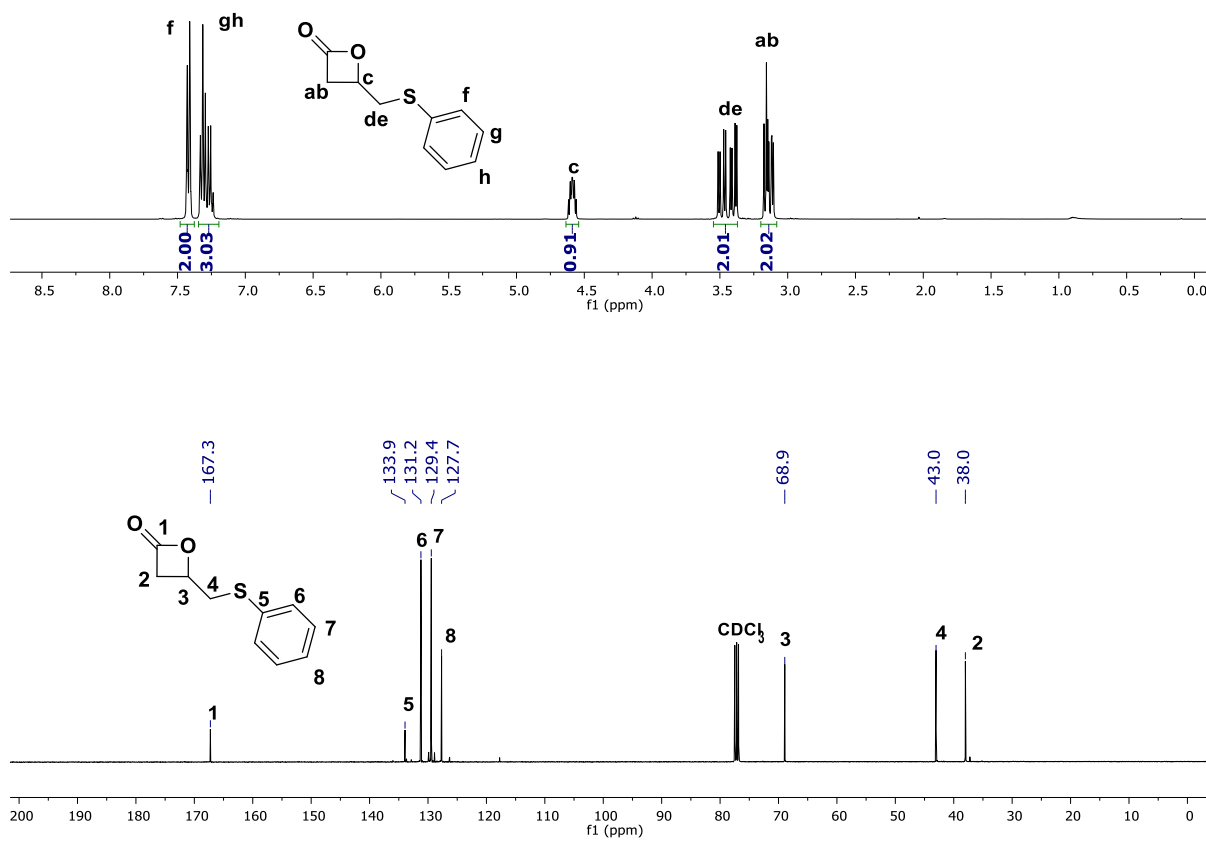 f
gh
O
O
c
ab
de
S
f
g
h
c
de
ab
2.00
3.03
0.91
2.01
2.02
8.5 8.0 7.5 7.0 6.5 6.0 5.5 5.0 4.5 4.0 3.5 3.0 2.5 2.0 1.5 1.0 0.5 0.0
f1 (ppm)
167.3
133.9
131.2
129.4
127.7
68.9
43.0
38.0
O
1
O
2
3
4
S
5
6
7
8
1
5
6
7
8
CDCl3
3
4
2
200 190 180 170 160 150 140 130 120 110 100 90 80 70 60 50 40 30 20 10 0
f1 (ppm)